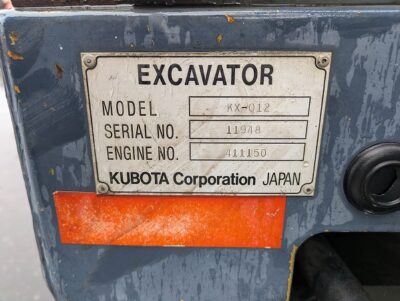 EXCAVATOR
MODEL KX-012
SERIAL NO. 11948
ENGINE NO. 411150
KUBOTA Corporation JAPAN